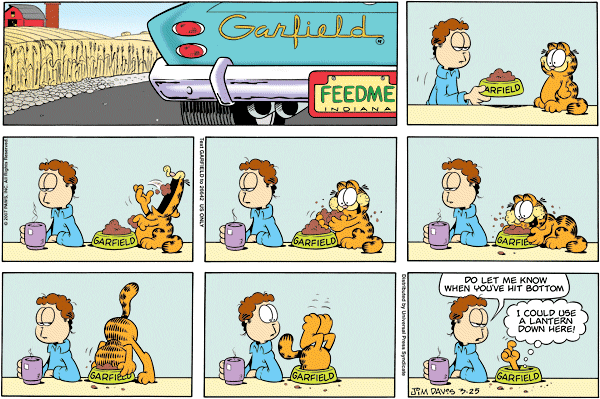 Garfield
FEEDME
INDIANA
ARFIELD
© 2007 PAWS, INC. All Rights Reserved.
GARFIELD
Text GARFIELD to 26642 US ONLY.
GARFIELD
GARFIE
GARFIELD
GARFIELD
Distributed by Universal Press Syndicate
DO LET ME KNOW
WHEN YOU'VE HIT BOTTOM
I COULD USE
A LANTERN
DOWN HERE!
GARFIELD
JIM DAVIS 3-25